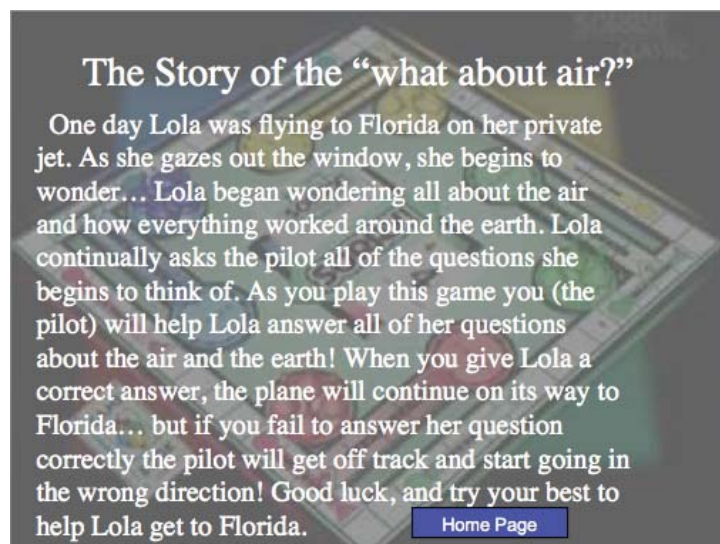 The Story of the “what about air?”
One day Lola was flying to Florida on her private
jet. As she gazes out the window, she begins to
wonder… Lola began wondering all about the air
and how everything worked around the earth. Lola
continually asks the pilot all of the questions she
begins to think of. As you play this game you (the
pilot) will help Lola answer all of her questions
about the air and the earth! When you give Lola a
correct answer, the plane will continue on its way to
Florida… but if you fail to answer her question
correctly the pilot will get off track and start going in
the wrong direction! Good luck, and try your best to
help Lola get to Florida.
Home Page